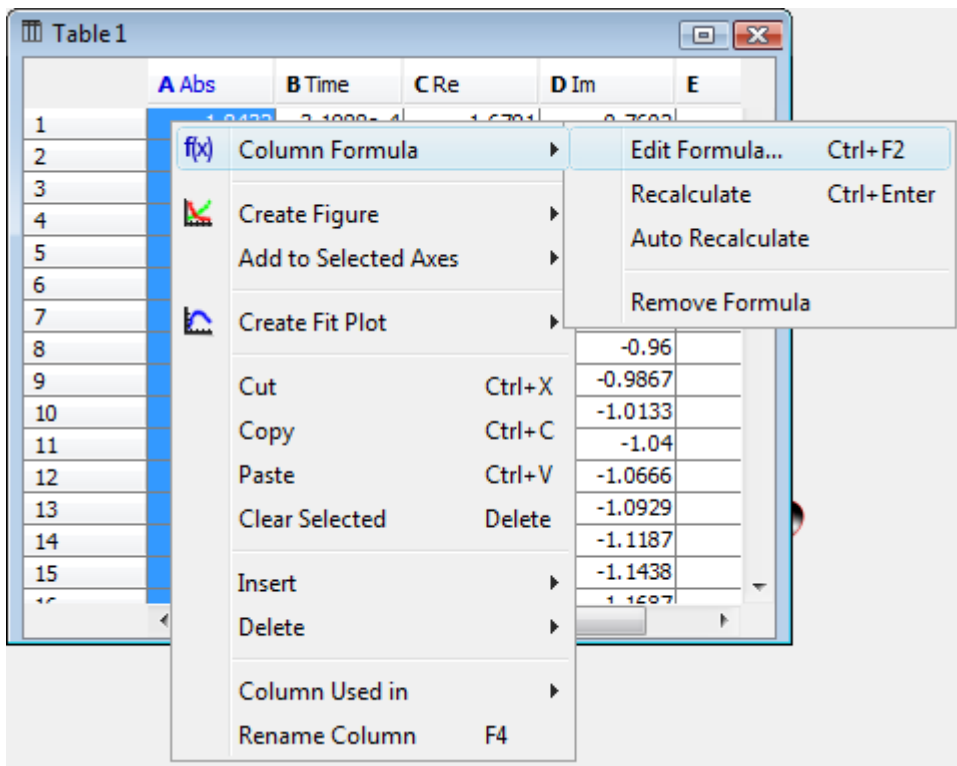 Table 1
A Abs B Time C Re D Im E
1
2 f(x) Column Formula Edit Formula... Ctrl+F2
3 Recalculate Ctrl+Enter
4 Create Figure
5 Add to Selected Axes Auto Recalculate
6
7 Create Fit Plot Remove Formula
8 -0.96
9 Cut Ctrl+X -0.9867
10 -1.0133
11 Copy Ctrl+C -1.04
12 Paste Ctrl+V -1.0666
13 Clear Selected Delete -1.0929
14 -1.1187
15 Insert -1.1438
Delete
Column Used in
Rename Column F4